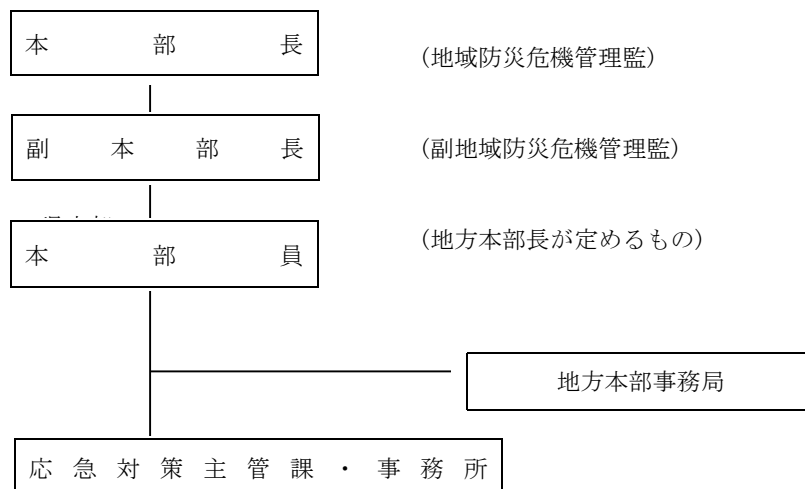 本部長
(地域防災危機管理監)
副本部長
(副地域防災危機管理監)
本部員
(地方本部長が定めるもの)
地方本部事務局
応急対策主管課・事務所